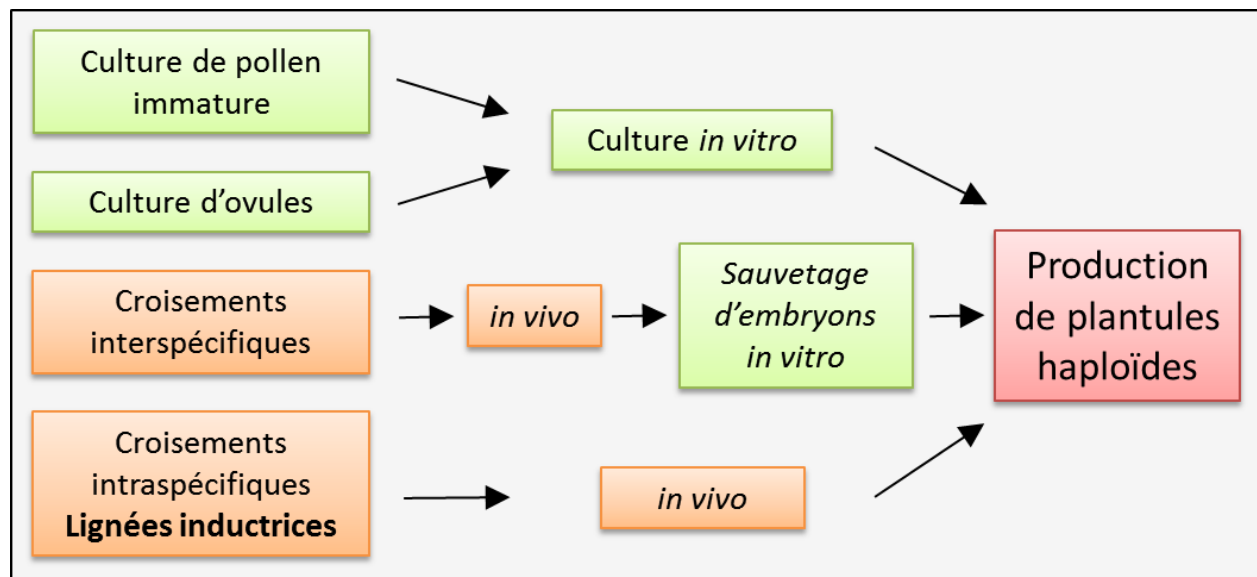 Culture de pollen
immature
Culture in vitro
Culture d'ovules
Croisements
interspécifiques
in vivo
Sauvetage
d'embryons
in vitro
Production
de plantules
haploïdes
Croisements
intraspécifiques
Lignées inductrices
in vivo